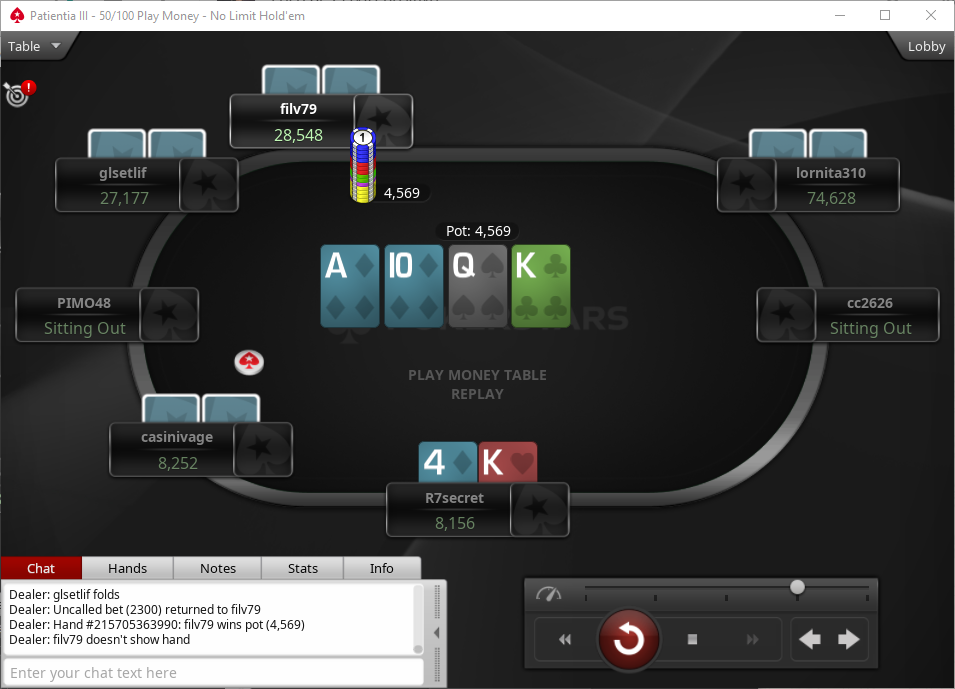 Patientia III - 50/100 Play Money - No Limit Hold'em
Table
Lobby
!
filv79
28,548
glsetlif
27,177
lornita310
74,628
1
4,569
Pot: 4,569
A 10 Q K
PIMO48
Sitting Out
cc2626
Sitting Out
PLAY MONEY TABLE
REPLAY
casinivage
8,252
4 K
R7secret
8,156
Chat Hands Notes Stats Info
Dealer: glsetlif folds
Dealer: Uncalled bet (2300) returned to filv79
Dealer: Hand #215705363990: filv79 wins pot (4,569)
Dealer: filv79 doesn't show hand
Enter your chat text here